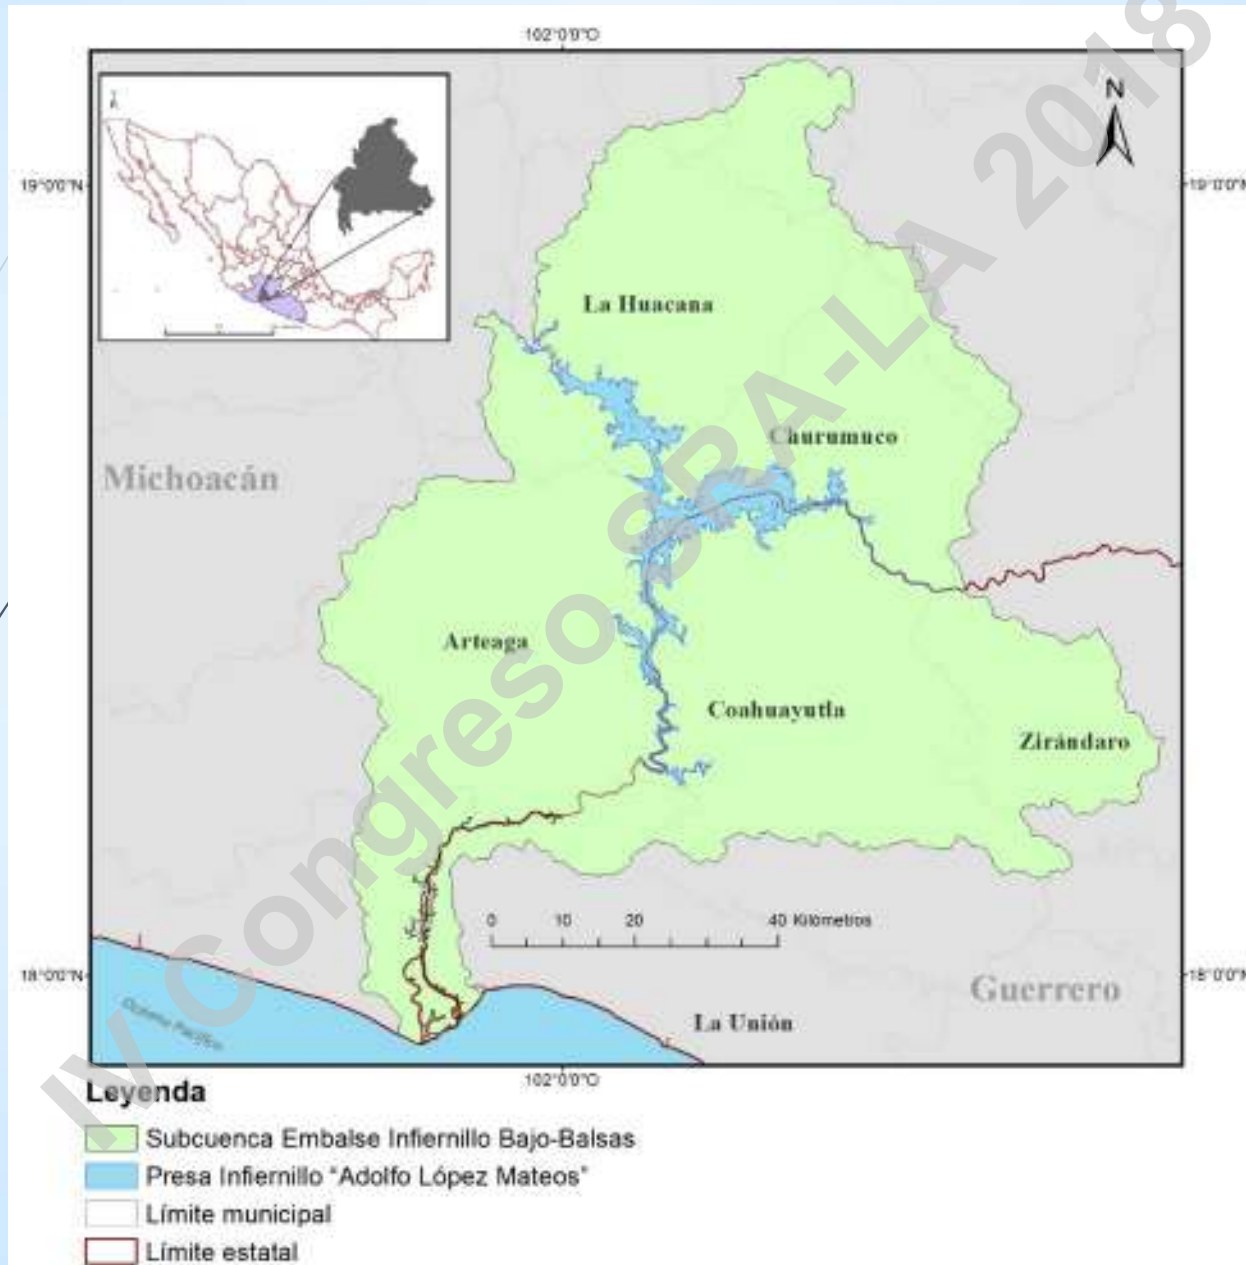 102°0'0"O
N
19°0'0"N
19°0'0"N
La Huacana
Churumuco
Michoacán
Arteaga
Coahuayutla
Zirándaro
0 10 20 40 Kilómetros
18°0'0"N
18°0'0"N
Guerrero
La Unión
Océano Pacífico
102°0'0"O
Leyenda
Subcuenca Embalse Infiernillo Bajo-Balsas
Presa Infiernillo "Adolfo López Mateos"
Límite municipal
Límite estatal
IV Congreso SRA-LA 2018